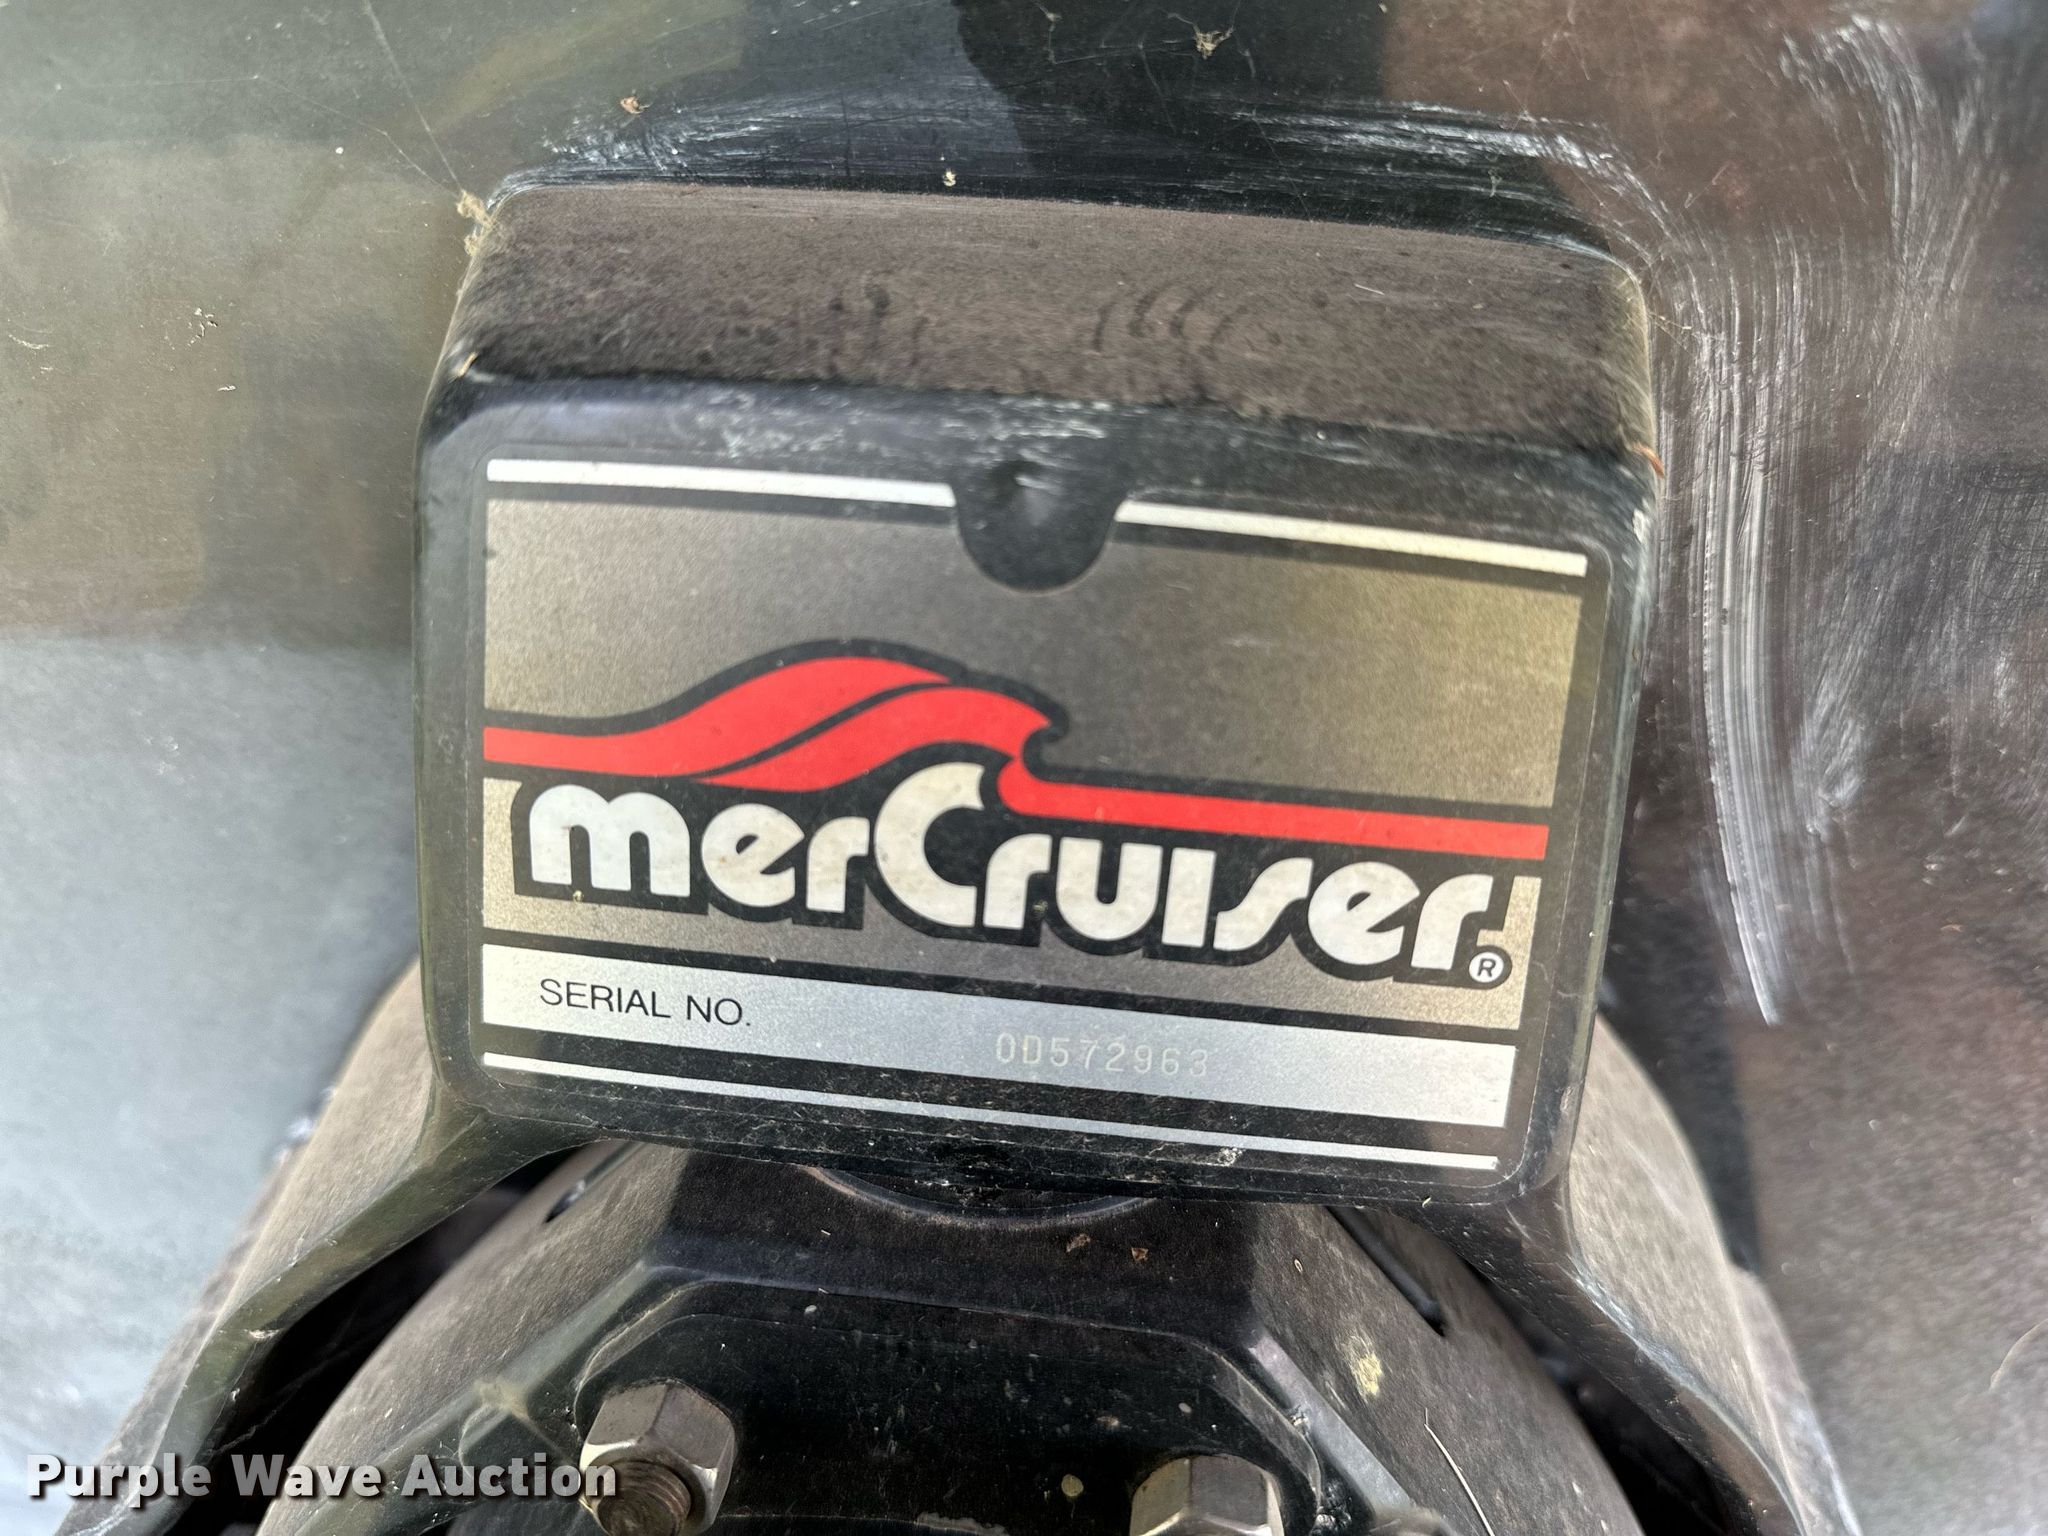 merCruiser®
SERIAL NO. 0D572963
Purple Wave Auction